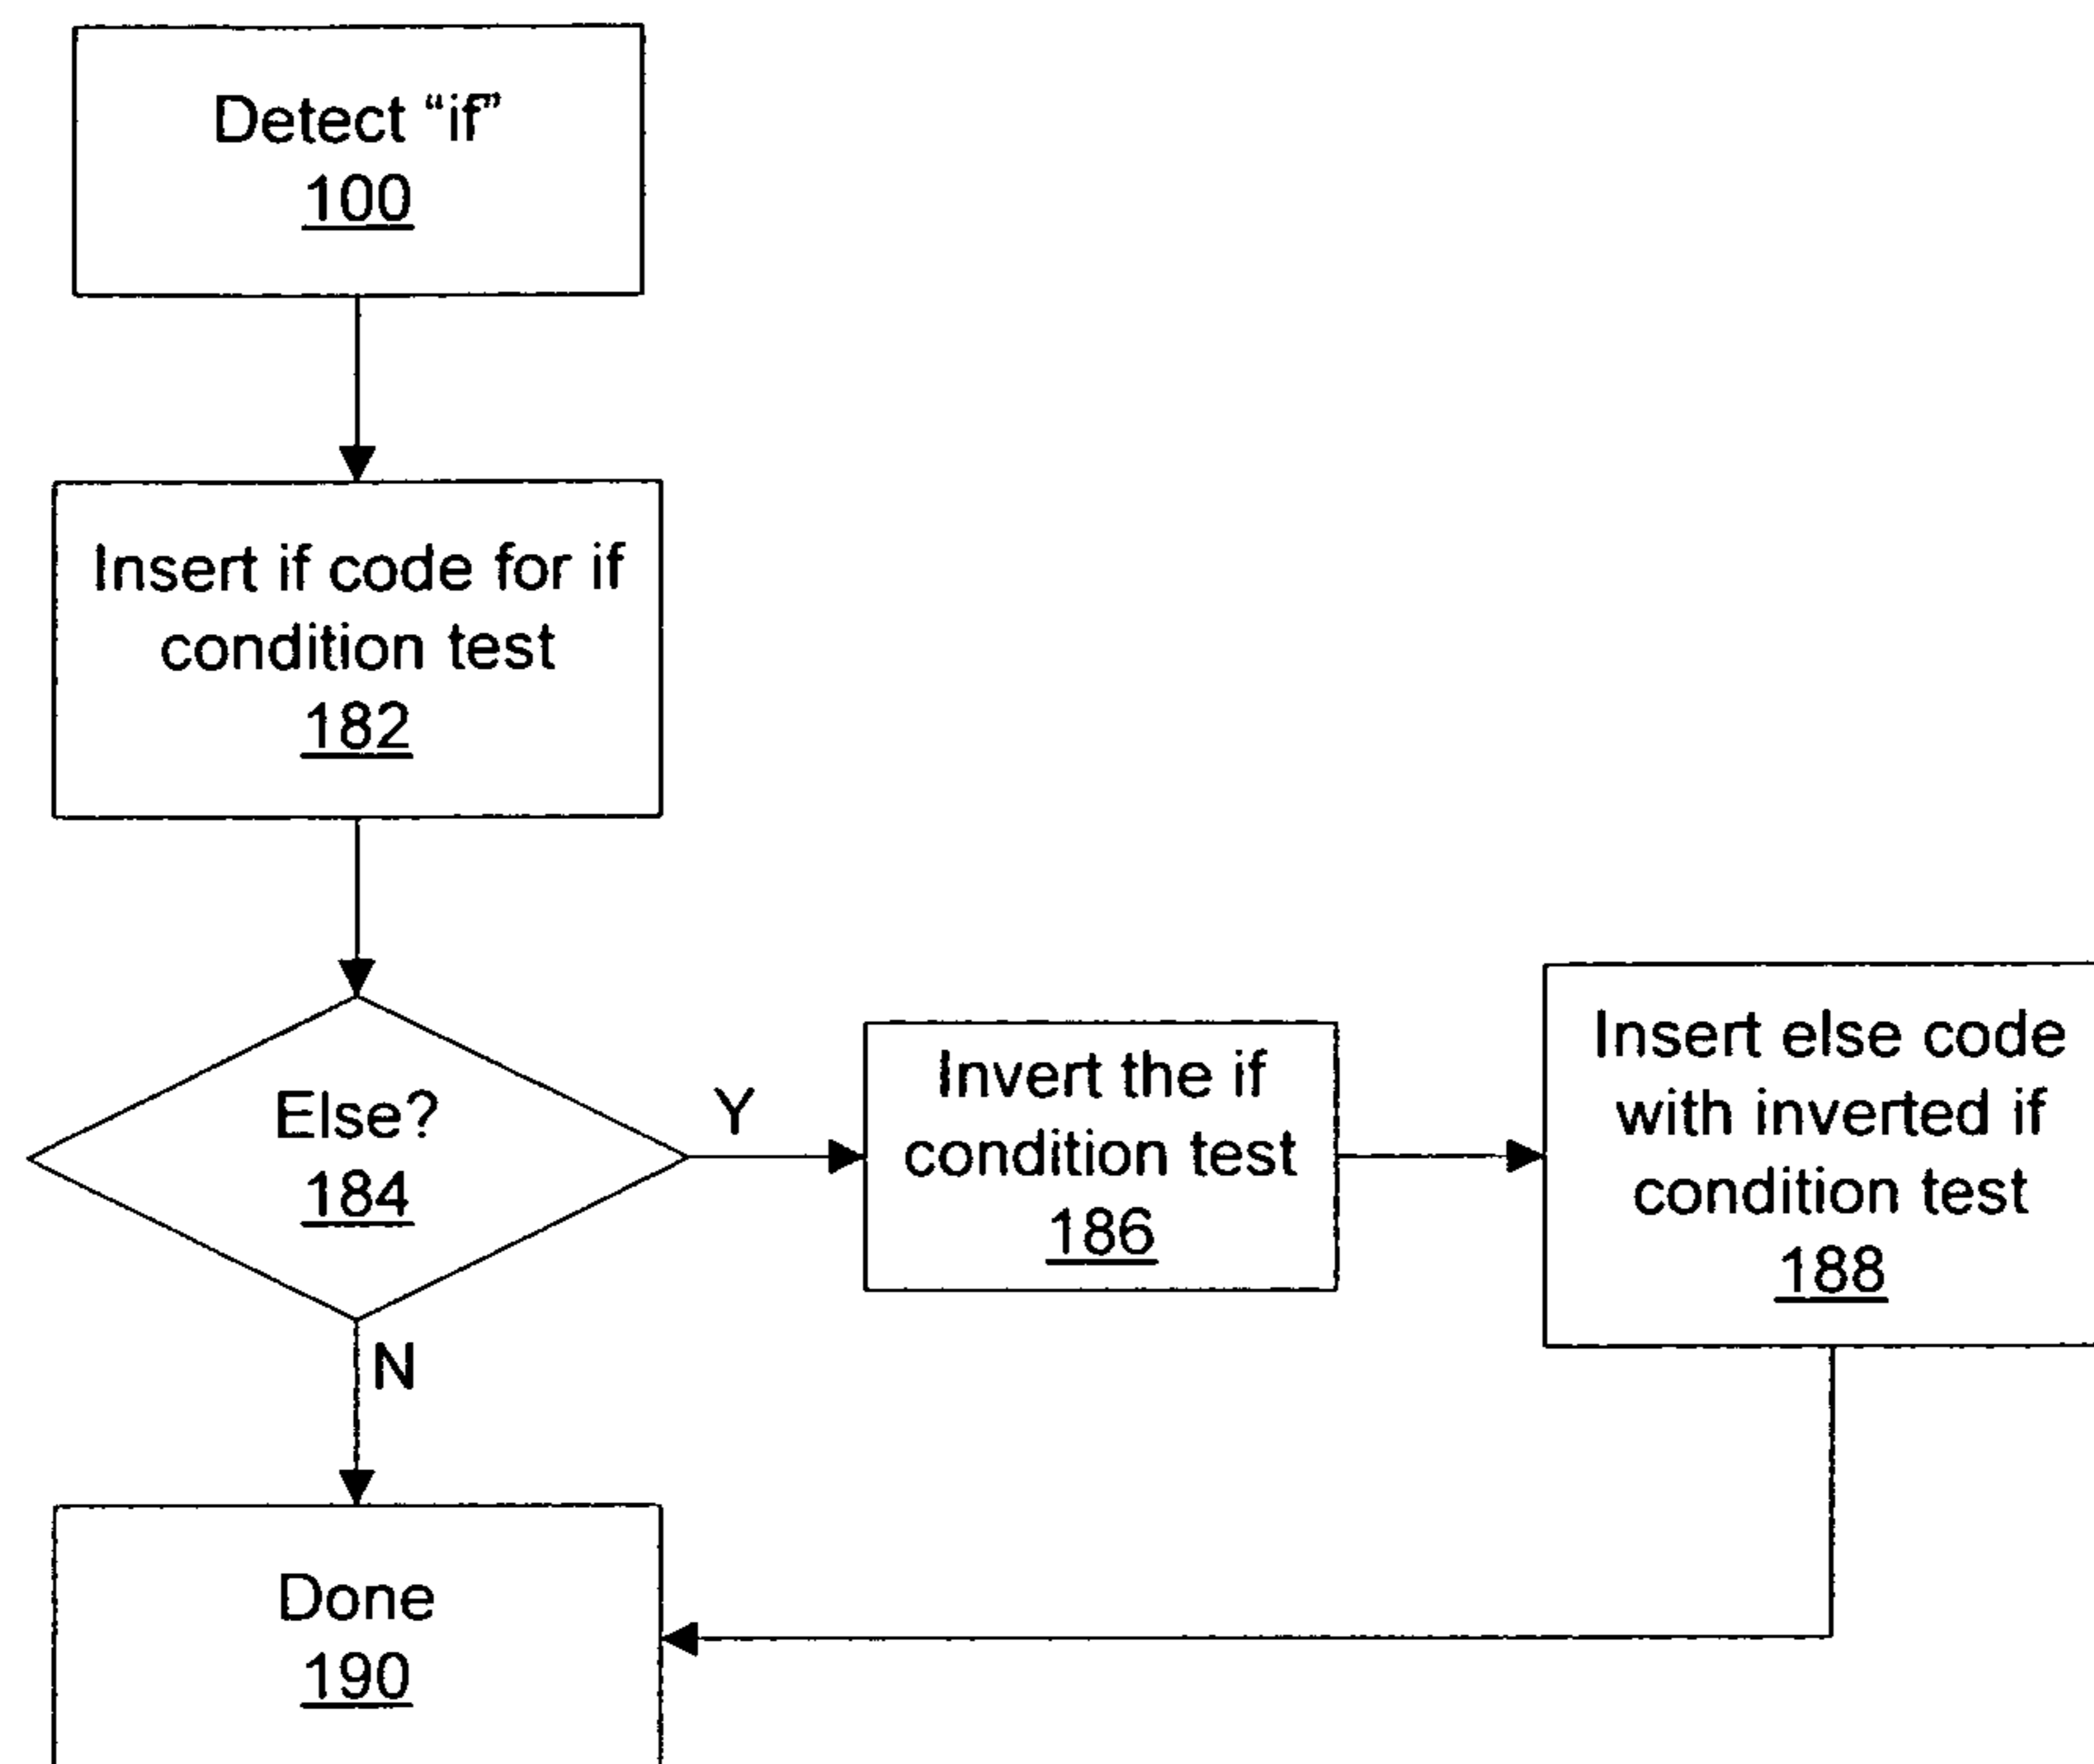 Detect “if”
100
Insert if code for if
condition test
182
Else?
184
Y
Invert the if
condition test
186
Insert else code
with inverted if
condition test
188
N
Done
190